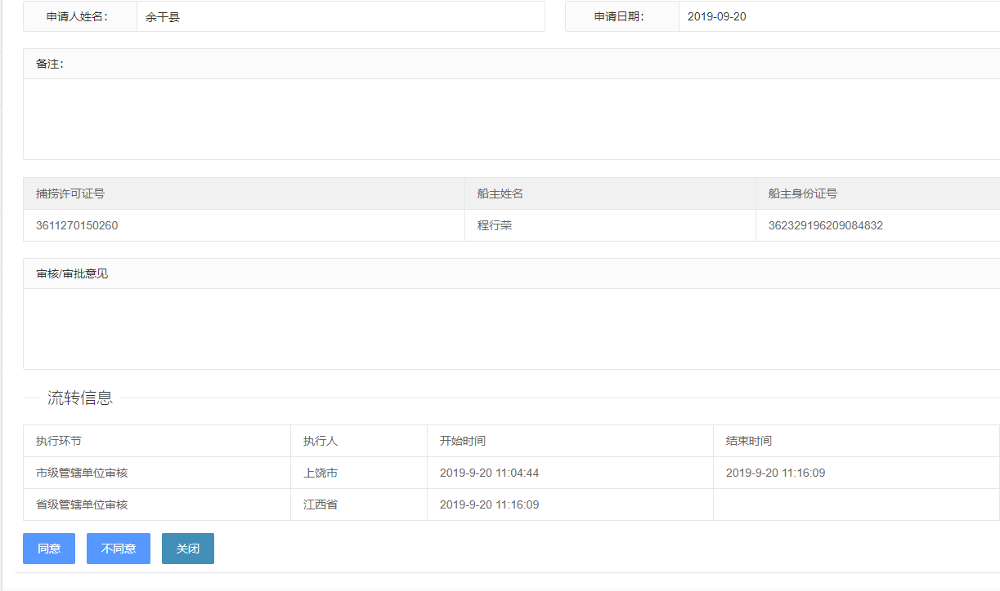 申请人姓名： 余干县 申请日期： 2019-09-20
备注：
捕捞许可证号 船主姓名 船主身份证号
3611270150260 程行荣 362329196209084832
审核/审批意见
流转信息
执行环节 执行人 开始时间 结束时间
市级管辖单位审核 上饶市 2019-9-20 11:04:44 2019-9-20 11:16:09
省级管辖单位审核 江西省 2019-9-20 11:16:09
同意 不同意 关闭